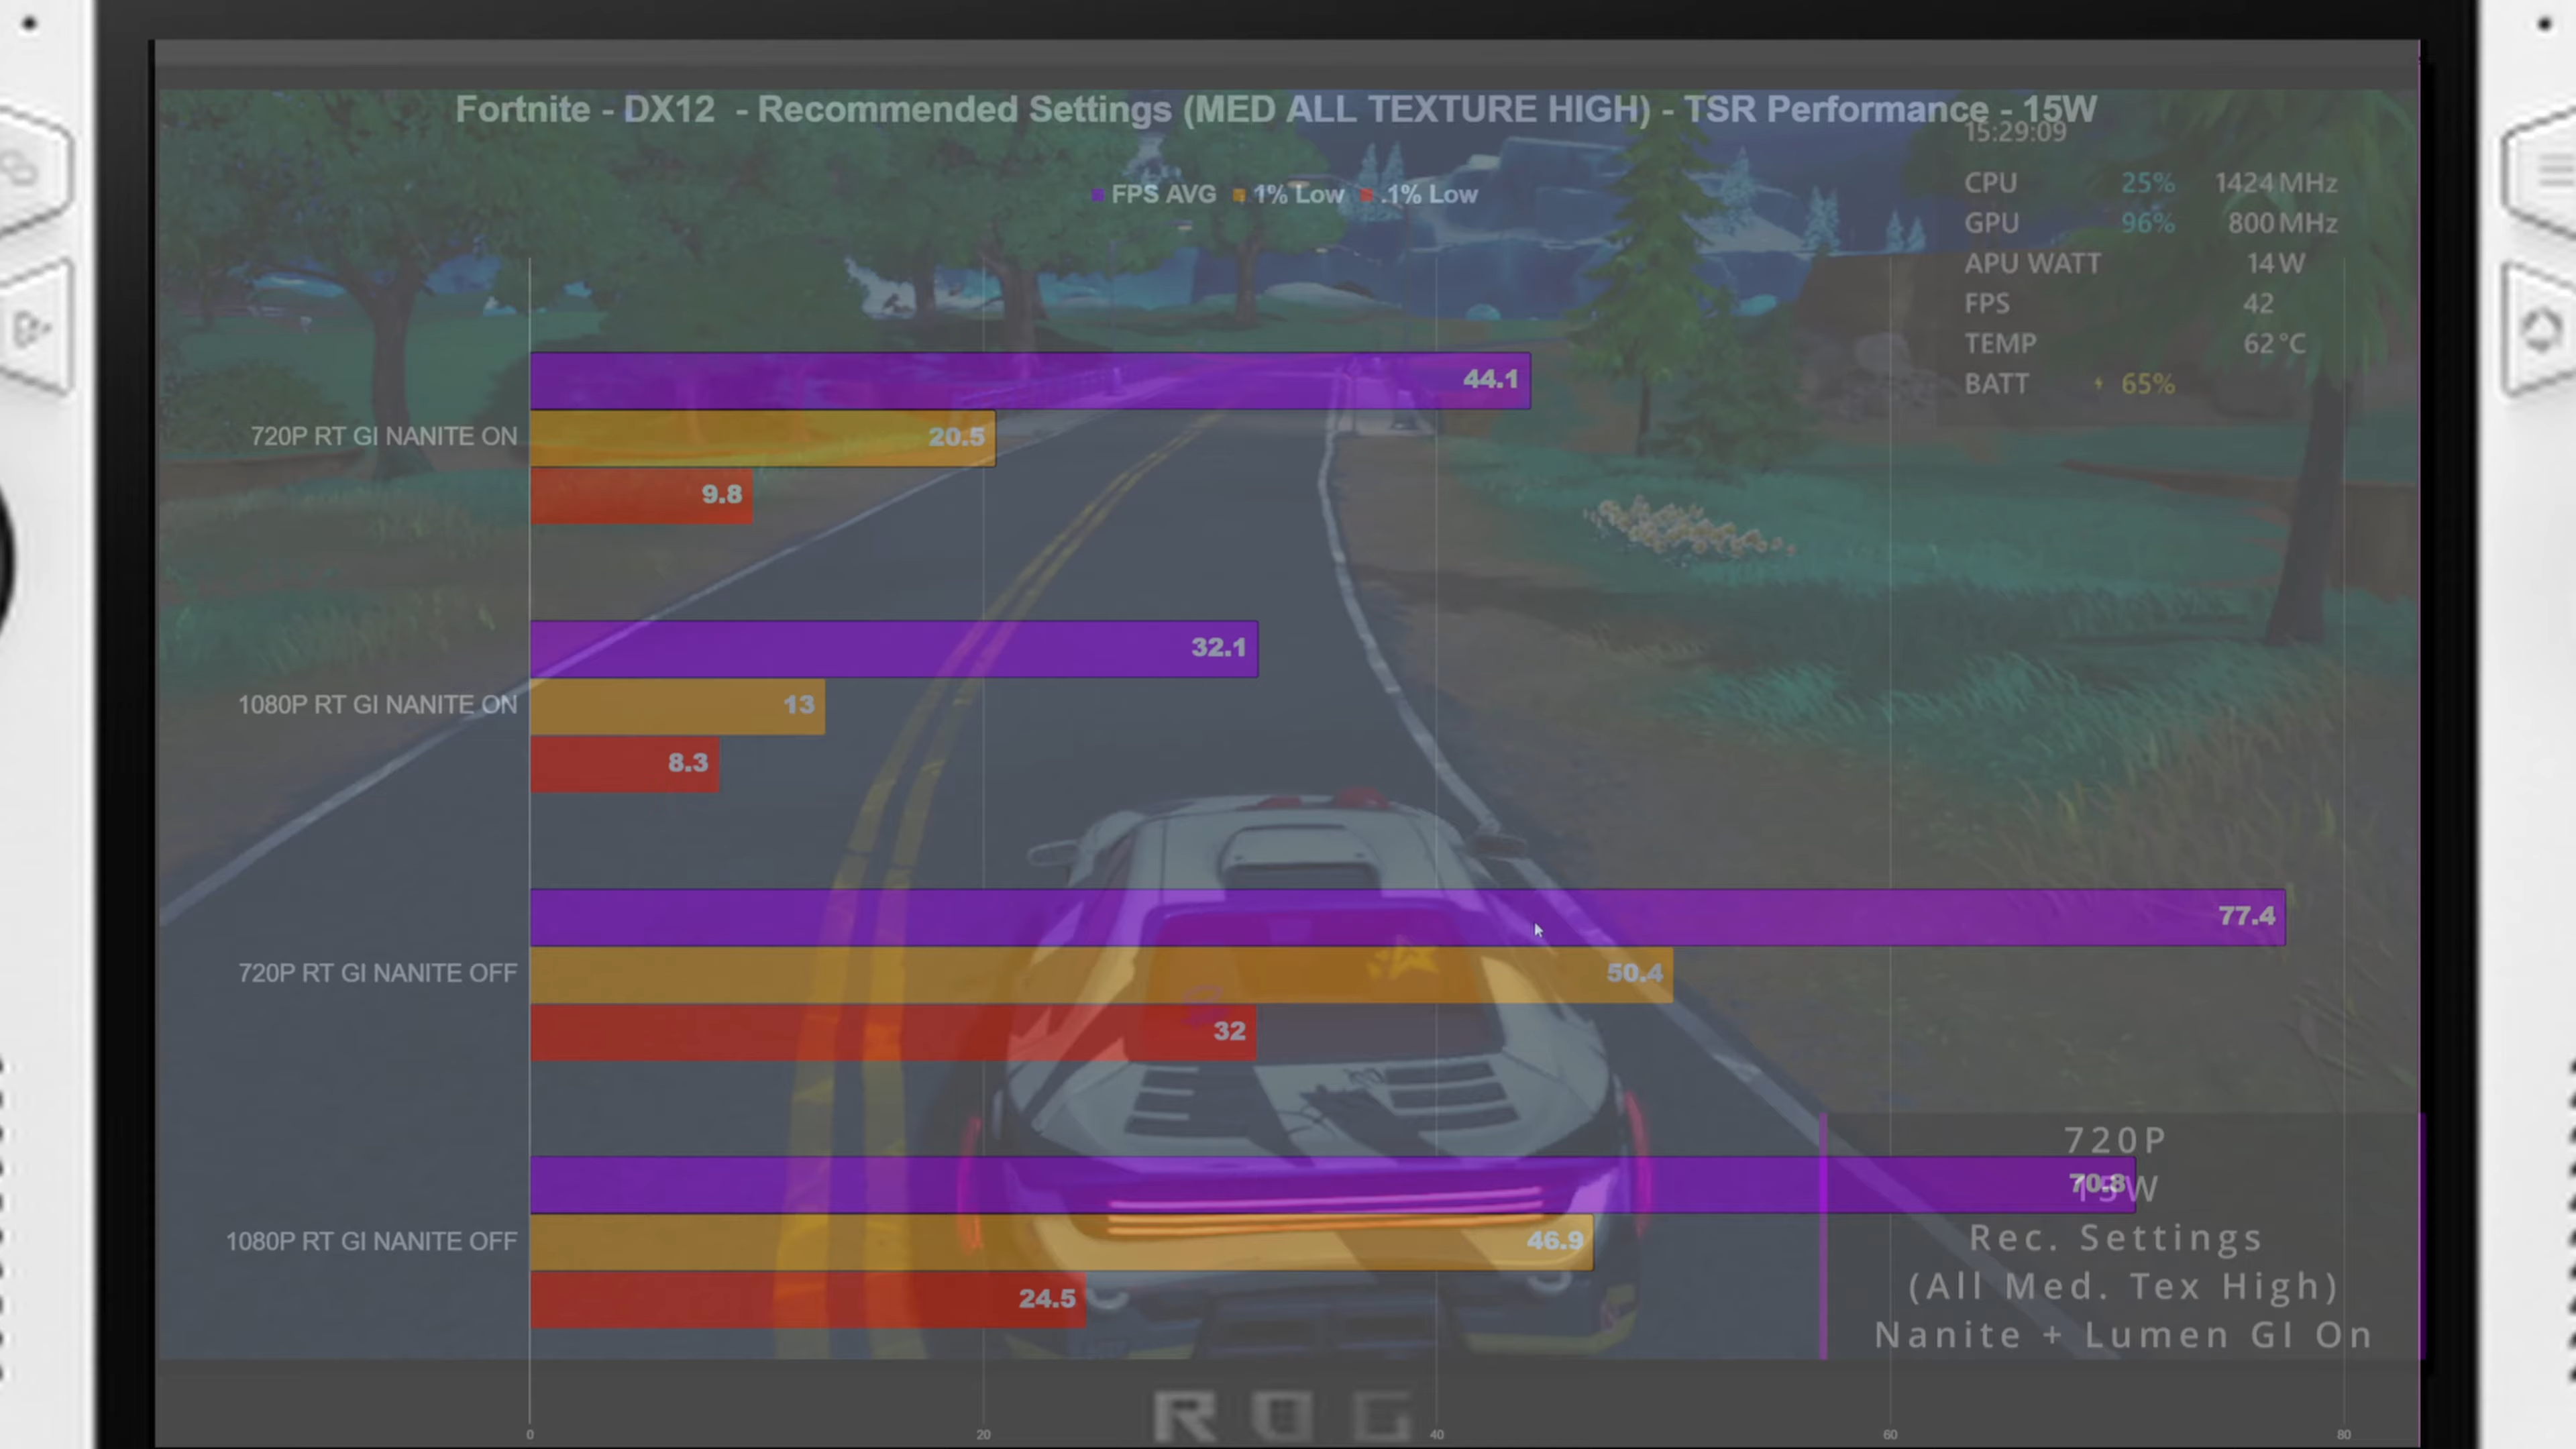 Fortnite - DX12 - Recommended Settings (MED ALL TEXTURE HIGH) - TSR Performance - 15W
15:29:09
FPS AVG 1% Low .1% Low
CPU 25% 1424 MHz
GPU 96% 800 MHz
APU WATT 14 W
FPS 42
TEMP 62 °C
BATT 65%
44.1
720P RT GI NANITE ON 20.5
9.8
32.1
1080P RT GI NANITE ON 13
8.3
77.4
720P RT GI NANITE OFF 50.4
32
70.8
1080P RT GI NANITE OFF 46.9
24.5
720P
15W
Rec. Settings
(All Med. Tex High)
Nanite + Lumen GI On
ROG
0 20 40 60 80